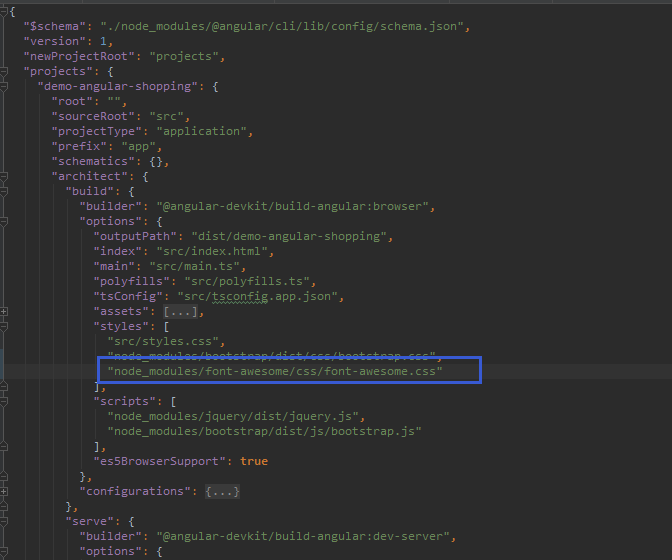 {
"$schema": "./node_modules/@angular/cli/lib/config/schema.json",
"version": 1,
"newProjectRoot": "projects",
"projects": {
"demo-angular-shopping": {
"root": "",
"sourceRoot": "src",
"projectType": "application",
"prefix": "app",
"schematics": {},
"architect": {
"build": {
"builder": "@angular-devkit/build-angular:browser",
"options": {
"outputPath": "dist/demo-angular-shopping",
"index": "src/index.html",
"main": "src/main.ts",
"polyfills": "src/polyfills.ts",
"tsConfig": "src/tsconfig.app.json",
"assets": [...],
"styles": [
"src/styles.css",
"node_modules/bootstrap/dist/css/bootstrap.css",
"node_modules/font-awesome/css/font-awesome.css"
],
"scripts": [
"node_modules/jquery/dist/jquery.js",
"node_modules/bootstrap/dist/js/bootstrap.js"
],
"es5BrowserSupport": true
},
"configurations": {...}
},
"serve": {
"builder": "@angular-devkit/build-angular:dev-server",
"options": {